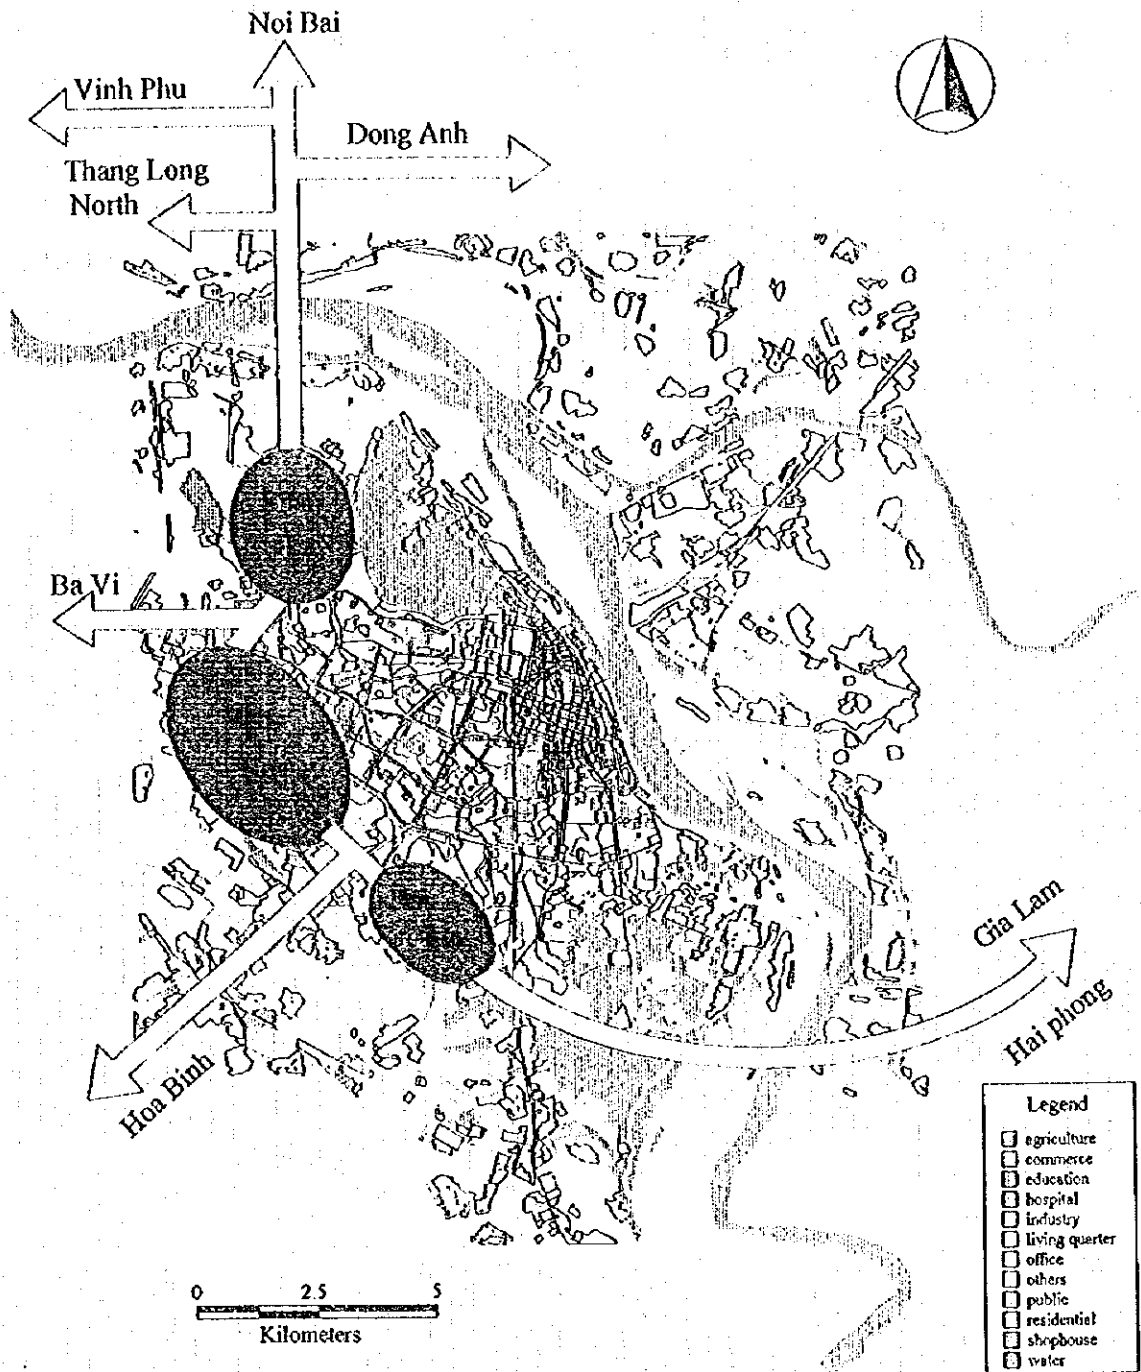 Noi Bai
Vinh Phu
Dong Anh
Thang Long
North
Ba Vi
Gia Lam
Hai phong
Hoa Binh
Legend
agriculture
commerce
education
hospital
industry
living quarter
office
others
public
residential
shophouse
water
0 2.5 5
Kilometers